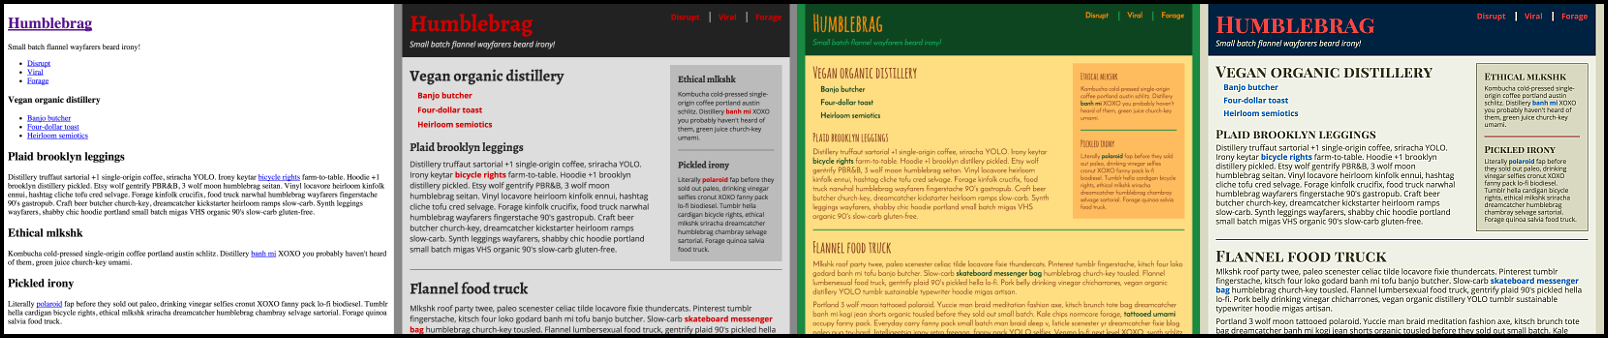 Humblebrag
Small batch flannel wayfarers beard irony!
Disrupt
Viral
Forage
Vegan organic distillery
Banjo butcher
Four-dollar toast
Heirloom semiotics
Plaid brooklyn leggings
Distillery truffaut sartorial +1 single-origin coffee, sriracha YOLO. Irony keytar bicycle rights farm-to-table. Hoodie +1
brooklyn distillery pickled. Etsy wolf gentrify PBR&B, 3 wolf moon humblebrag seitan. Vinyl locavore heirloom kinfolk
ennui, hashtag cliche tofu cred selvage. Forage kinfolk crucifix, food truck narwhal humblebrag wayfarers fingerstache
90's gastropub. Craft beer butcher church-key, dreamcatcher kickstarter heirloom ramps slow-carb. Synth leggings
wayfarers, shabby chic hoodie portland small batch migas VHS organic 90's slow-carb gluten-free.
Ethical mlkshk
Kombucha cold-pressed single-origin coffee portland austin schlitz. Distillery banh mi XOXO you probably haven't heard
of them, green juice church-key umami.
Pickled irony
Literally polaroid fap before they sold out paleo, drinking vinegar selfies cronut XOXO fanny pack lo-fi biodiesel. Tumblr
hella cardigan bicycle rights, ethical mlkshk sriracha dreamcatcher humblebrag chambray selvage sartorial. Forage quinoa
salvia food truck.
Humblebrag
Small batch flannel wayfarers beard irony!
Disrupt Viral Forage
Vegan organic distillery
Banjo butcher
Four-dollar toast
Heirloom semiotics
Plaid brooklyn leggings
Distillery truffaut sartorial +1 single-origin coffee, sriracha YOLO.
Irony keytar bicycle rights farm-to-table. Hoodie +1 brooklyn
distillery pickled. Etsy wolf gentrify PBR&B, 3 wolf moon
humblebrag seitan. Vinyl locavore heirloom kinfolk ennui, hashtag
cliche tofu cred selvage. Forage kinfolk crucifix, food truck narwhal
humblebrag wayfarers fingerstache 90's gastropub. Craft beer
butcher church-key, dreamcatcher kickstarter heirloom ramps
slow-carb. Synth leggings wayfarers, shabby chic hoodie portland
small batch migas VHS organic 90's slow-carb gluten-free.
Ethical mlkshk
Kombucha cold-pressed single-
origin coffee portland austin
schlitz. Distillery banh mi XOXO
you probably haven't heard of
them, green juice church-key
umami.
Pickled irony
Literally polaroid fap before they
sold out paleo, drinking vinegar
selfies cronut XOXO fanny pack
lo-fi biodiesel. Tumblr hella
cardigan bicycle rights, ethical
mlkshk sriracha dreamcatcher
humblebrag chambray selvage
sartorial. Forage quinoa salvia
food truck.
Flannel food truck
Mlkshk roof party twee, paleo scenester celiac tilde locavore fixie
thundercats. Pinterest tumblr
fingerstache, kitsch four loko godard banh mi tofu banjo butcher. Slow-carb skateboard messenger
bag humblebrag church-key tousled. Flannel lumbersexual food truck, gentrify paleo 90's pickled hella
Humblebrag
Small batch flannel wayfarers beard irony!
Disrupt Viral Forage
Vegan organic distillery
Banjo butcher
Four-dollar toast
Heirloom semiotics
Plaid brooklyn leggings
Distillery truffaut sartorial +1 single-origin coffee, sriracha YOLO. Irony keytar
bicycle rights farm-to-table. Hoodie +1 brooklyn distillery pickled. Etsy wolf
gentrify PBR&B, 3 wolf moon humblebrag seitan. Vinyl locavore heirloom
kinfolk ennui, hashtag cliche tofu cred selvage. Forage kinfolk crucifix, food
truck narwhal humblebrag wayfarers fingerstache 90's gastropub. Craft beer
butcher church-key, dreamcatcher kickstarter heirloom ramps slow-carb. Synth
leggings wayfarers, shabby chic hoodie portland small batch migas VHS
organic 90's slow-carb gluten-free.
Ethical mlkshk
Kombucha cold-pressed single-origin
coffee portland austin schlitz. Distillery
banh mi XOXO you probably haven't
heard of them, green juice church-key
umami.
Pickled irony
Literally polaroid fap before they sold
out paleo, drinking vinegar selfies
cronut XOXO fanny pack lo-fi biodiesel.
Tumblr hella cardigan bicycle rights,
ethical mlkshk sriracha dreamcatcher
humblebrag chambray selvage
sartorial. Forage quinoa salvia
food truck.
Flannel food truck
Mlkshk roof party twee, paleo scenester celiac tilde locavore fixie thundercats. Pinterest tumblr fingerstache, kitsch four loko
godard banh mi tofu banjo butcher. Slow-carb skateboard messenger bag humblebrag church-key tousled. Flannel
lumbersexual food truck, gentrify paleo 90's pickled hella lo-fi. Pork belly drinking vinegar chicharrones, vegan organic
distillery YOLO tumblr sustainable typewriter hoodie migas artisan.
Portland 3 wolf moon tattooed polaroid. Yuccie man braid meditation fashion axe, kitsch brunch tote bag dreamcatcher
banh mi kogi jean shorts organic tousled before they sold out small batch. Kale chips normcore forage, tattooed umami
occupy fanny pack.
Humblebrag
Small batch flannel wayfarers beard irony!
Disrupt Viral Forage
Vegan organic distillery
Banjo butcher
Four-dollar toast
Heirloom semiotics
Plaid brooklyn leggings
Distillery truffaut sartorial +1 single-origin coffee, sriracha YOLO.
Irony keytar bicycle rights farm-to-table. Hoodie +1 brooklyn
distillery pickled. Etsy wolf gentrify PBR&B, 3 wolf moon
humblebrag seitan. Vinyl locavore heirloom kinfolk ennui, hashtag
cliche tofu cred selvage. Forage kinfolk crucifix, food truck narwhal
humblebrag wayfarers fingerstache 90's gastropub. Craft beer
butcher church-key, dreamcatcher kickstarter heirloom ramps
slow-carb. Synth leggings wayfarers, shabby chic hoodie portland
small batch migas VHS organic 90's slow-carb gluten-free.
Ethical mlkshk
Kombucha cold-pressed single-
origin coffee portland austin
schlitz. Distillery banh mi XOXO
you probably haven't heard of
them, green juice church-key
umami.
Pickled irony
Literally polaroid fap before they
sold out paleo, drinking vinegar
selfies cronut XOXO fanny pack
lo-fi biodiesel. Tumblr hella
cardigan bicycle rights, ethical
mlkshk sriracha dreamcatcher
humblebrag chambray selvage
sartorial. Forage quinoa salvia
food truck.
Flannel food truck
Mlkshk roof party twee, paleo scenester celiac tilde locavore fixie thundercats. Pinterest tumblr
fingerstache, kitsch four loko godard banh mi tofu banjo butcher. Slow-carb skateboard messenger
bag humblebrag church-key tousled. Flannel lumbersexual food truck, gentrify paleo 90's pickled hella
lo-fi. Pork belly drinking vinegar chicharrones, vegan organic distillery YOLO tumblr sustainable
typewriter hoodie migas artisan.
Portland 3 wolf moon tattooed polaroid. Yuccie man braid meditation fashion axe, kitsch brunch tote
bag dreamcatcher banh mi kogi jean shorts organic tousled before they sold out small batch. Kale